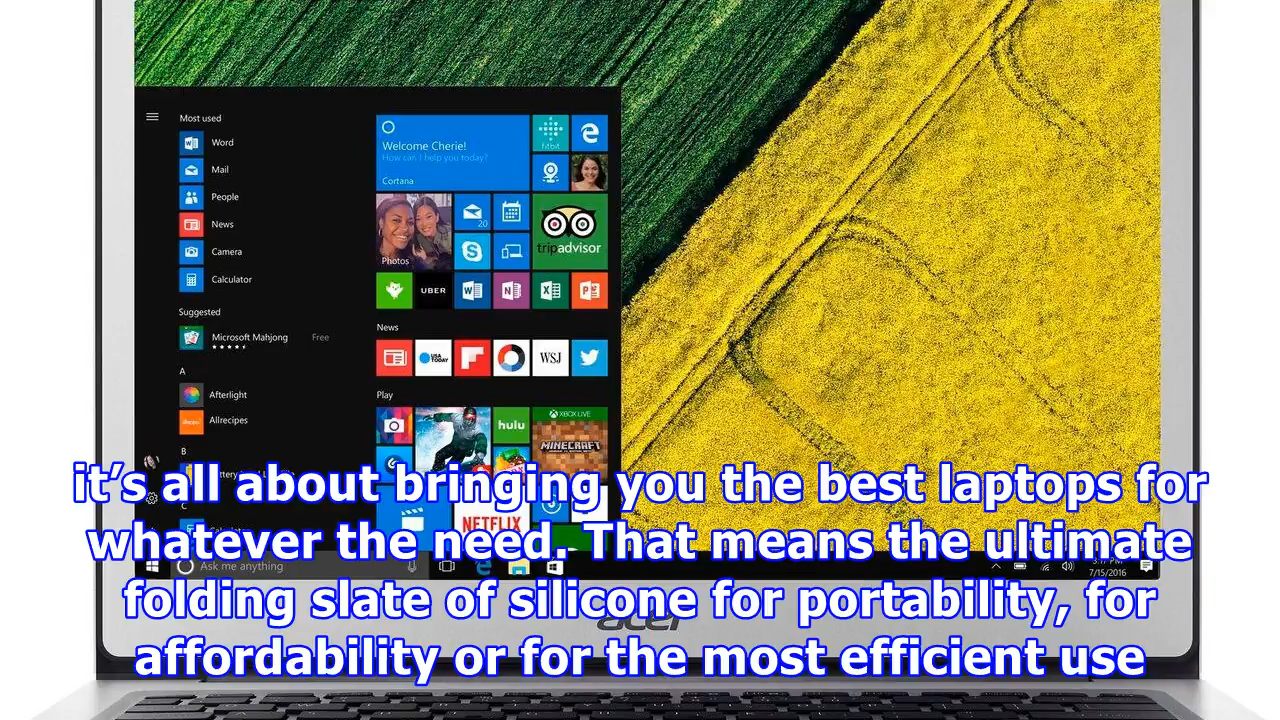 Most used
Word
Mail
People
News
Camera
Calculator
Suggested
Microsoft Mahjong Free
A
Afterlight
Allrecipes
B
C
Welcome Cherie!
How can I help you today?
Cortana
fitbit
Photos
20
tripadvisor
UBER
News
USA TODAY
WSJ
Play
hulu
XBOX LIVE
MINECRAFT
NETFLIX
it's all about bringing you the best laptops for
whatever the need. That means the ultimate
folding slate of silicone for portability, for
affordability or for the most efficient use
Ask me anything
7/15/2016
acer